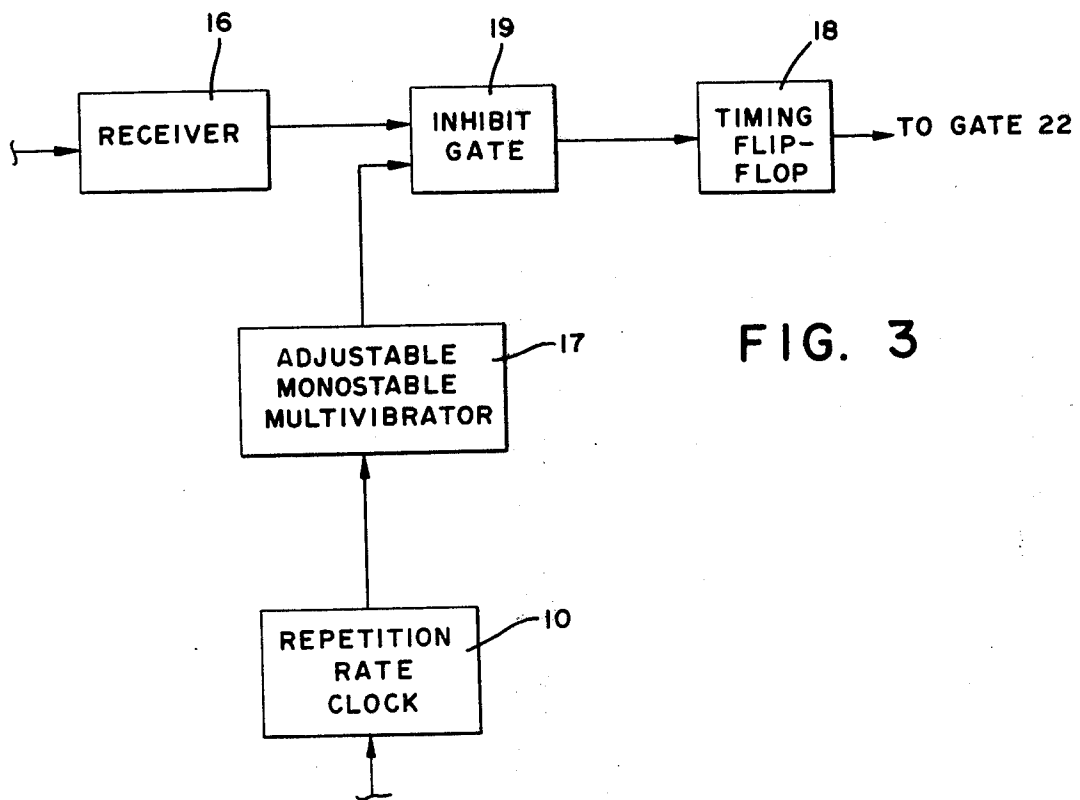 16
19
18
RECEIVER
INHIBIT
GATE
TIMING
FLIP-
FLOP
TO GATE 22
ADJUSTABLE
MONOSTABLE
MULTIVIBRATOR
17
FIG. 3
REPETITION
RATE
CLOCK
10